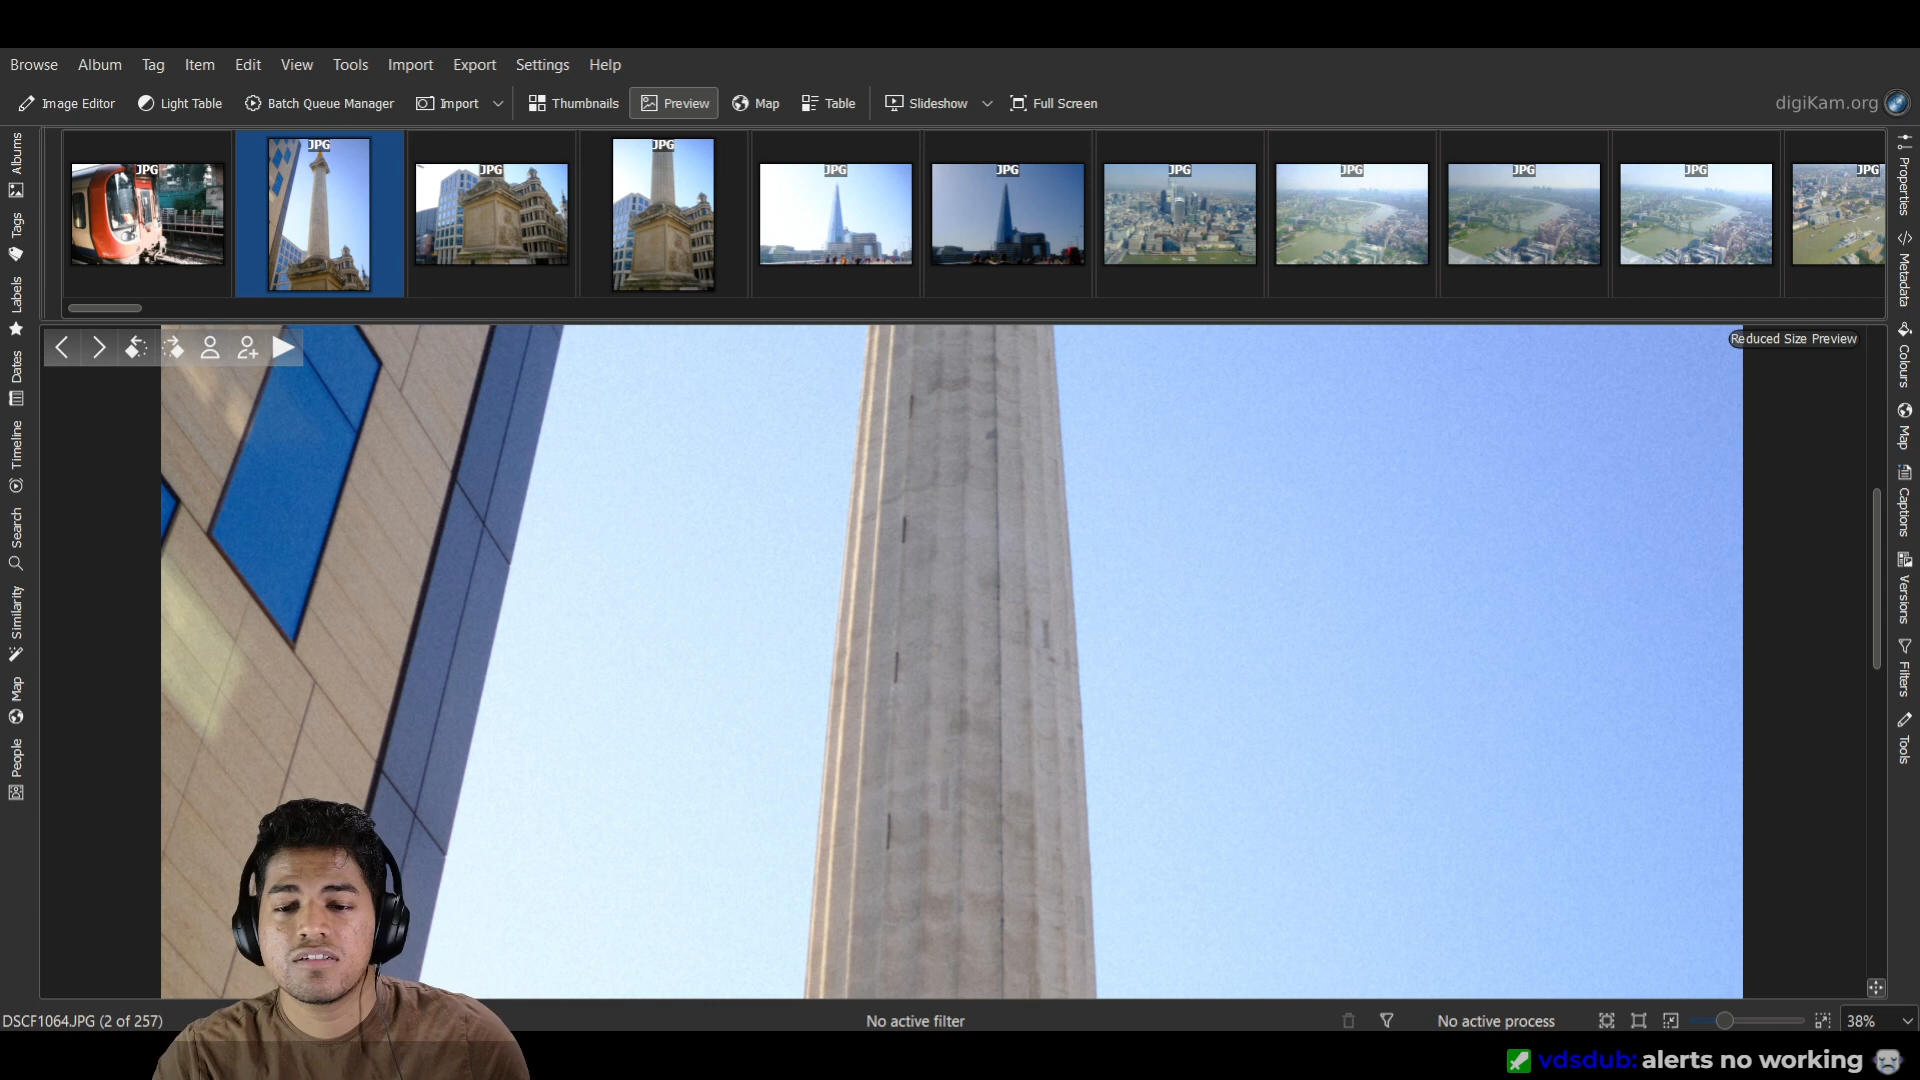 Browse Album Tag Item Edit View Tools Import Export Settings Help
Image Editor Light Table Batch Queue Manager Import Thumbnails Preview Map Table Slideshow Full Screen digiKam.org
Albums
Tags
Labels
Dates
Timeline
Search
Similarity
Map
People
JPG JPG JPG JPG JPG JPG JPG JPG JPG JPG JPG
Reduced Size Preview
Properties
Metadata
Colours
Map
Captions
Versions
Filters
Tools
DSCF1064.JPG (2 of 257) No active filter No active process 38%
vdsdub: alerts no working